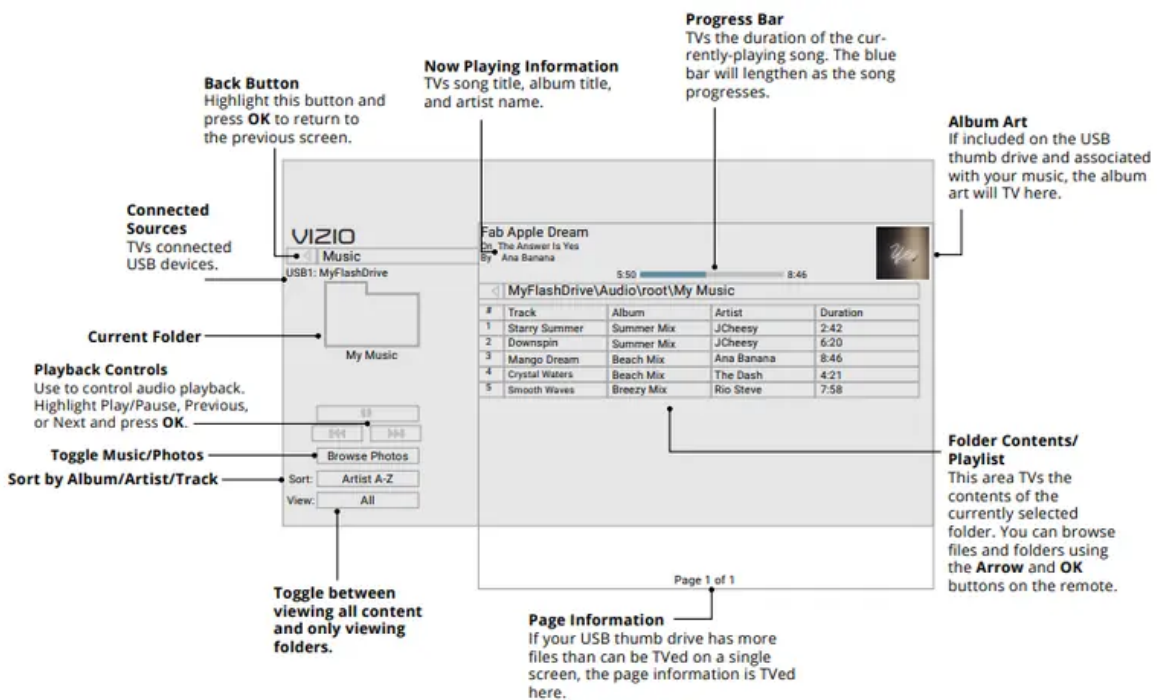 Progress Bar
TVs the duration of the cur-
rently-playing song. The blue
bar will lengthen as the song
progresses.
Now Playing Information
TVs song title, album title,
and artist name.
Back Button
Highlight this button and
press OK to return to
the previous screen.
Album Art
If included on the USB
thumb drive and associated
with your music, the album
art will TV here.
Connected
Sources
TVs connected
USB devices.
VIZIO
Music
USB1: MyFlashDrive
My Music
Fab Apple Dream
On The Answer Is Yes
By Ana Banana
5:50 8:46
MyFlashDrive\Audio\root\My Music
# Track Album Artist Duration
1 Starry Summer Summer Mix JCheesy 2:42
2 Downspin Summer Mix JCheesy 6:20
3 Mango Dream Beach Mix Ana Banana 8:46
4 Crystal Waters Beach Mix The Dash 4:21
5 Smooth Waves Breezy Mix Rio Steve 7:58
Current Folder
Playback Controls
Use to control audio playback.
Highlight Play/Pause, Previous,
or Next and press OK.
Toggle Music/Photos
Browse Photos
Sort by Album/Artist/Track
Sort: Artist A-Z
View: All
Folder Contents/
Playlist
This area TVs the
contents of the
currently selected
folder. You can browse
files and folders using
the Arrow and OK
buttons on the remote.
Page 1 of 1
Toggle between
viewing all content
and only viewing
folders.
Page Information
If your USB thumb drive has more
files than can be TVed on a single
screen, the page information is TVed
here.